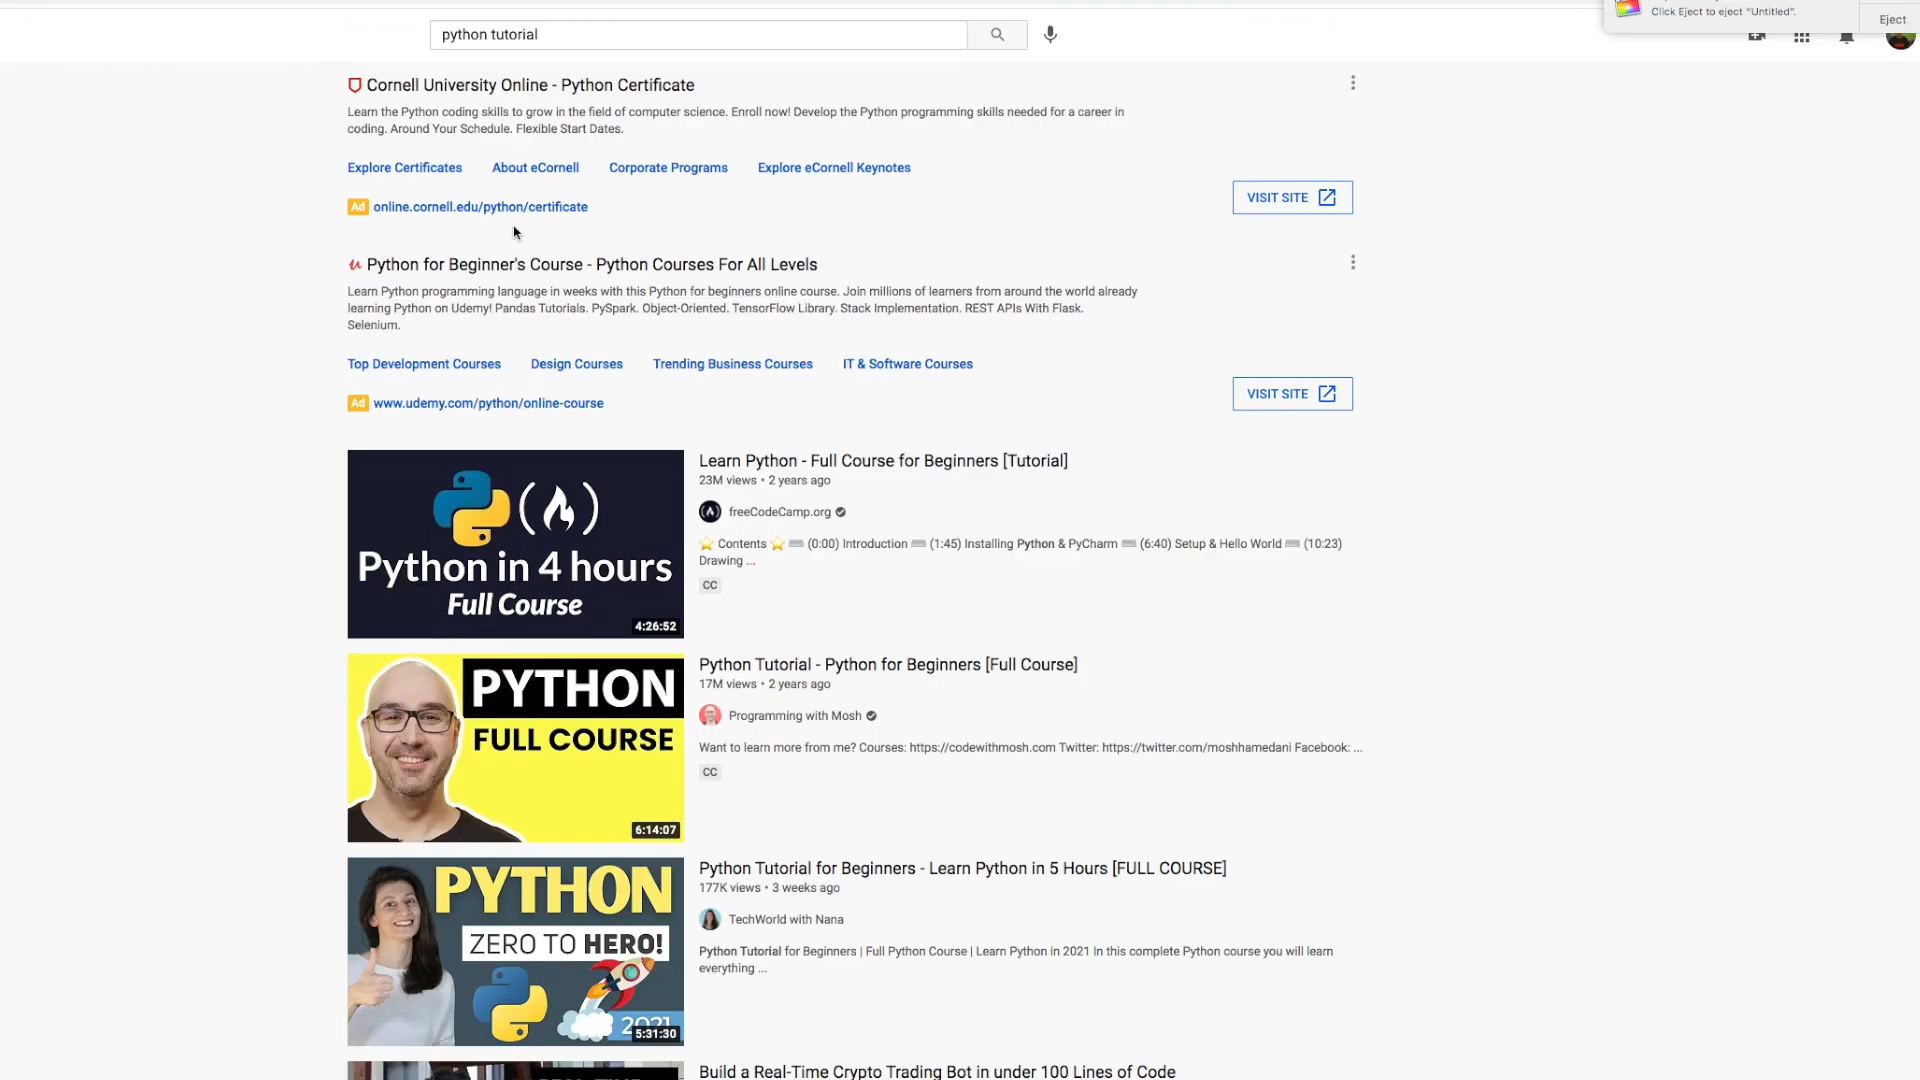 Click Eject to eject "Untitled".
Eject
python tutorial
Cornell University Online - Python Certificate
Learn the Python coding skills to grow in the field of computer science. Enroll now! Develop the Python programming skills needed for a career in
coding. Around Your Schedule. Flexible Start Dates.
Explore Certificates About eCornell Corporate Programs Explore eCornell Keynotes
VISIT SITE
Ad online.cornell.edu/python/certificate
Python for Beginner's Course - Python Courses For All Levels
Learn Python programming language in weeks with this Python for beginners online course. Join millions of learners from around the world already
learning Python on Udemy! Pandas Tutorials. PySpark. Object-Oriented. TensorFlow Library. Stack Implementation. REST APIs With Flask.
Selenium.
Top Development Courses Design Courses Trending Business Courses IT & Software Courses
VISIT SITE
Ad www.udemy.com/python/online-course
Python in 4 hours
Full Course
4:26:52
Learn Python - Full Course for Beginners [Tutorial]
23M views • 2 years ago
freeCodeCamp.org
⭐ Contents ⭐ ⌨️ (0:00) Introduction ⌨️ (1:45) Installing Python & PyCharm ⌨️ (6:40) Setup & Hello World ⌨️ (10:23)
Drawing ...
CC
PYTHON
FULL COURSE
6:14:07
Python Tutorial - Python for Beginners [Full Course]
17M views • 2 years ago
Programming with Mosh
Want to learn more from me? Courses: https://codewithmosh.com Twitter: https://twitter.com/moshhamedani Facebook: ...
CC
PYTHON
ZERO TO HERO!
2021
5:31:30
Python Tutorial for Beginners - Learn Python in 5 Hours [FULL COURSE]
177K views • 3 weeks ago
TechWorld with Nana
Python Tutorial for Beginners | Full Python Course | Learn Python in 2021 In this complete Python course you will learn
everything ...
Build a Real-Time Crypto Trading Bot in under 100 Lines of Code